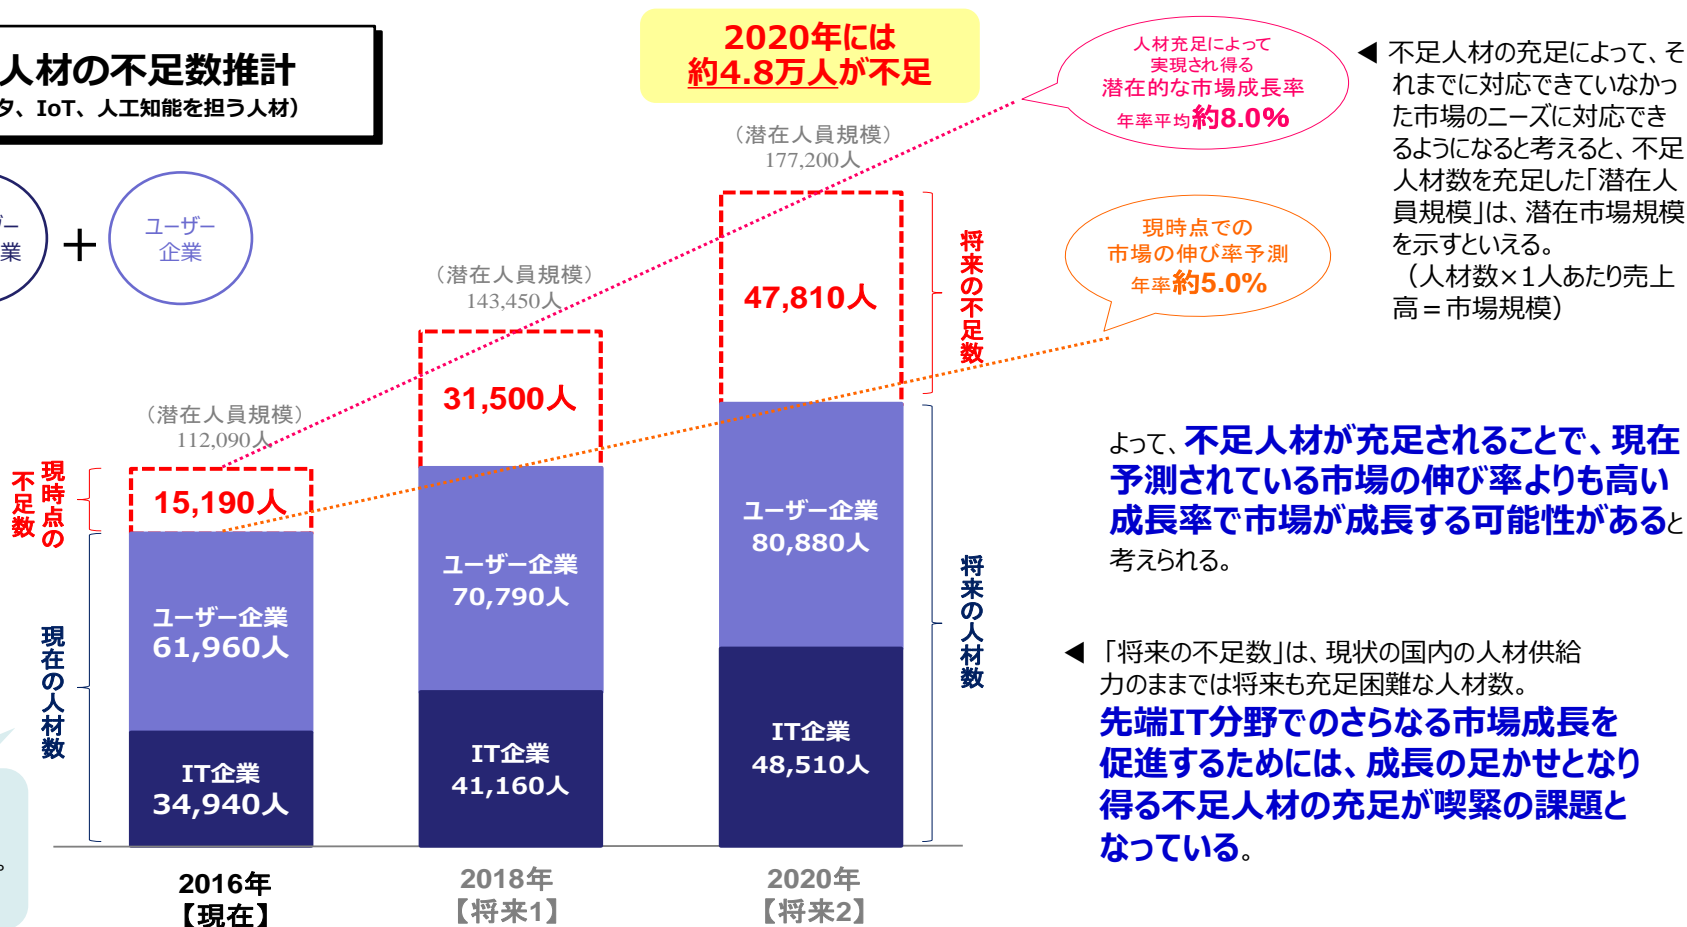 人材の不足数推計
タ、IoT、人工知能を担う人材）
業
＋
ユーザー
企業
2020年には
約4.8万人が不足
人材充足によって
実現され得る
潜在的な市場成長率
年率平均約8.0%
現時点での
市場の伸び率予測
年率約5.0%
◀ 不足人材の充足によって、そ
れまでに対応できていなかっ
た市場のニーズに対応でき
るようになると考えると、不足
人材数を充足した「潜在人
員規模」は、潜在市場規模
を示すといえる。
（人材数×1人あたり売上
高＝市場規模）
（潜在人員規模）
112,090人
15,190人
ユーザー企業
61,960人
IT企業
34,940人
2016年
【現在】
（潜在人員規模）
143,450人
31,500人
ユーザー企業
70,790人
IT企業
41,160人
2018年
【将来1】
（潜在人員規模）
177,200人
47,810人
ユーザー企業
80,880人
IT企業
48,510人
2020年
【将来2】
現時点の
不足数
現在の人材数
将来の不足数
将来の人材数
よって、不足人材が充足されることで、現在
予測されている市場の伸び率よりも高い
成長率で市場が成長する可能性があると
考えられる。
◀ 「将来の不足数」は、現状の国内の人材供給
力のままでは将来も充足困難な人材数。
先端IT分野でのさらなる市場成長を
促進するためには、成長の足かせとなり
得る不足人材の充足が喫緊の課題と
なっている。
。